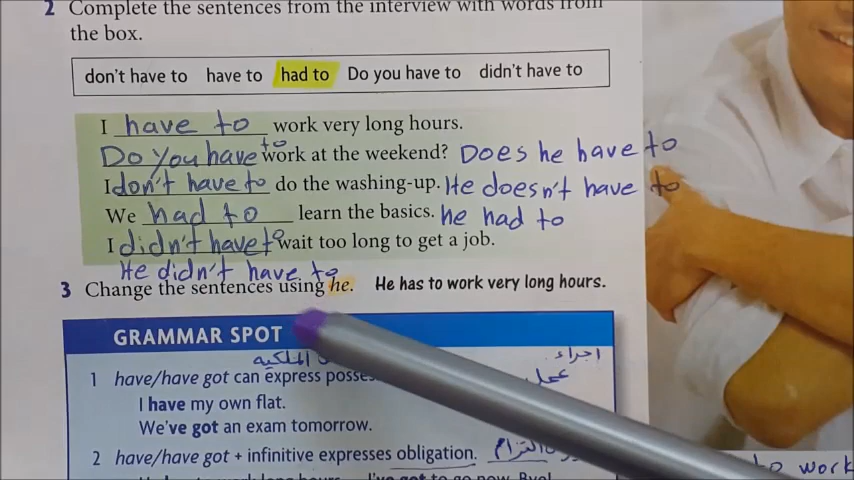 2 Complete the sentences from the interview with words from
the box.
don't have to have to had to Do you have to didn't have to
I have to work very long hours.
Do you have to work at the weekend? Does he have to
I don't have to do the washing-up. He doesn't have to
We had to learn the basics. he had to
I didn't have to wait too long to get a job.
He didn't have to
3 Change the sentences using he. He has to work very long hours.
GRAMMAR SPOT
الملكيه اجراء
1 have/have got can express عمل
I have my own flat.
We've got an exam tomorrow.
2 have/have got + infinitive expresses obligation.
to work